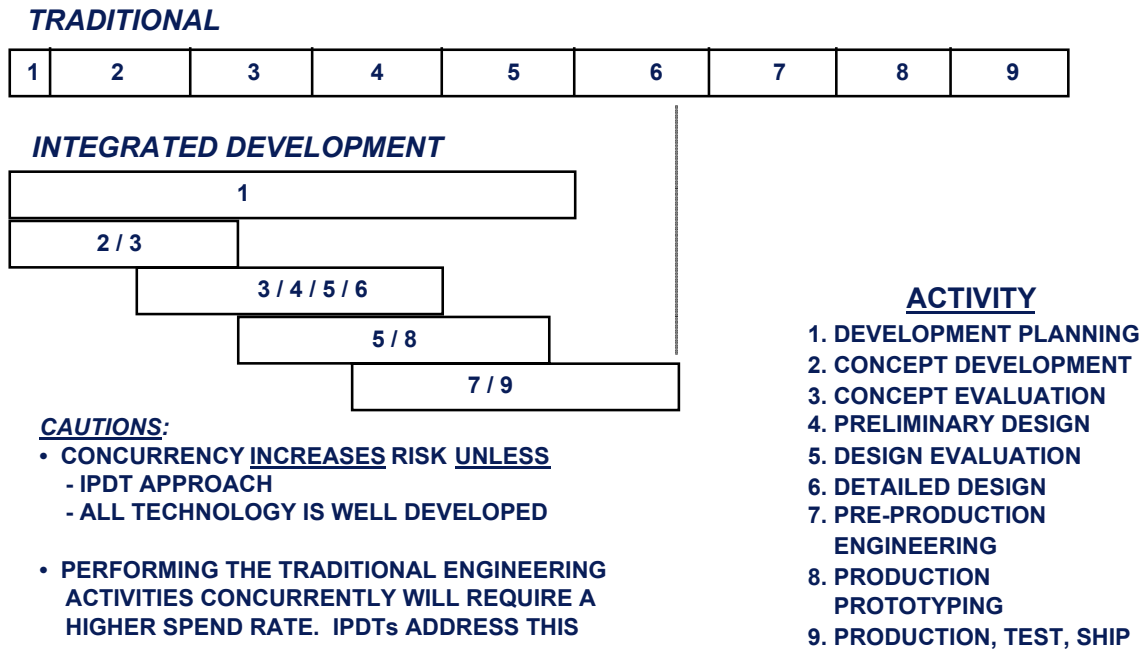 TRADITIONAL
1 2 3 4 5 6 7 8 9
INTEGRATED DEVELOPMENT
1
2 / 3
3 / 4 / 5 / 6
5 / 8
7 / 9
CAUTIONS:
• CONCURRENCY INCREASES RISK UNLESS
- IPDT APPROACH
- ALL TECHNOLOGY IS WELL DEVELOPED
• PERFORMING THE TRADITIONAL ENGINEERING
ACTIVITIES CONCURRENTLY WILL REQUIRE A
HIGHER SPEND RATE. IPDTs ADDRESS THIS
ACTIVITY
1. DEVELOPMENT PLANNING
2. CONCEPT DEVELOPMENT
3. CONCEPT EVALUATION
4. PRELIMINARY DESIGN
5. DESIGN EVALUATION
6. DETAILED DESIGN
7. PRE-PRODUCTION
ENGINEERING
8. PRODUCTION
PROTOTYPING
9. PRODUCTION, TEST, SHIP